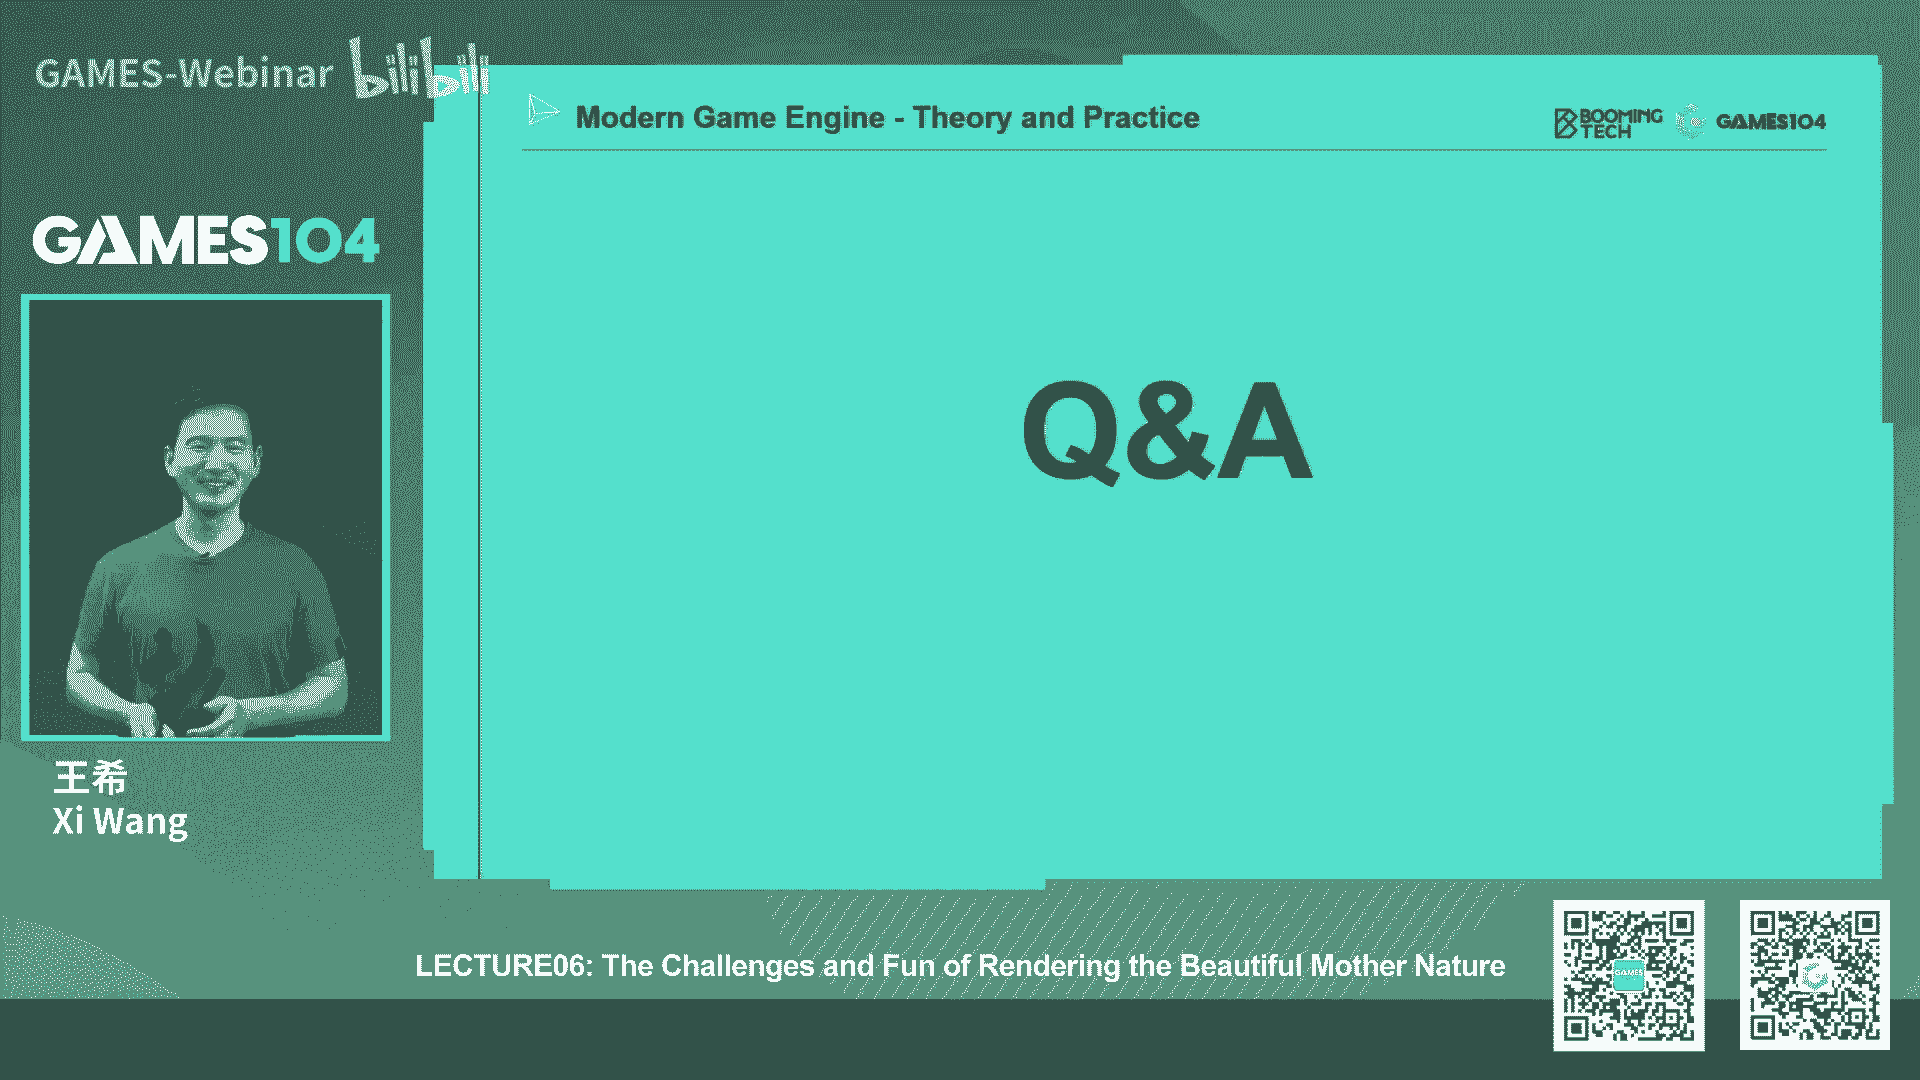 GAMES-Webinar bilibili
Modern Game Engine - Theory and Practice
BOOMING
TECH
GAMES104
GAMES104
Q&A
王希
Xi Wang
LECTURE06: The Challenges and Fun of Rendering the Beautiful Mother Nature
GAMES